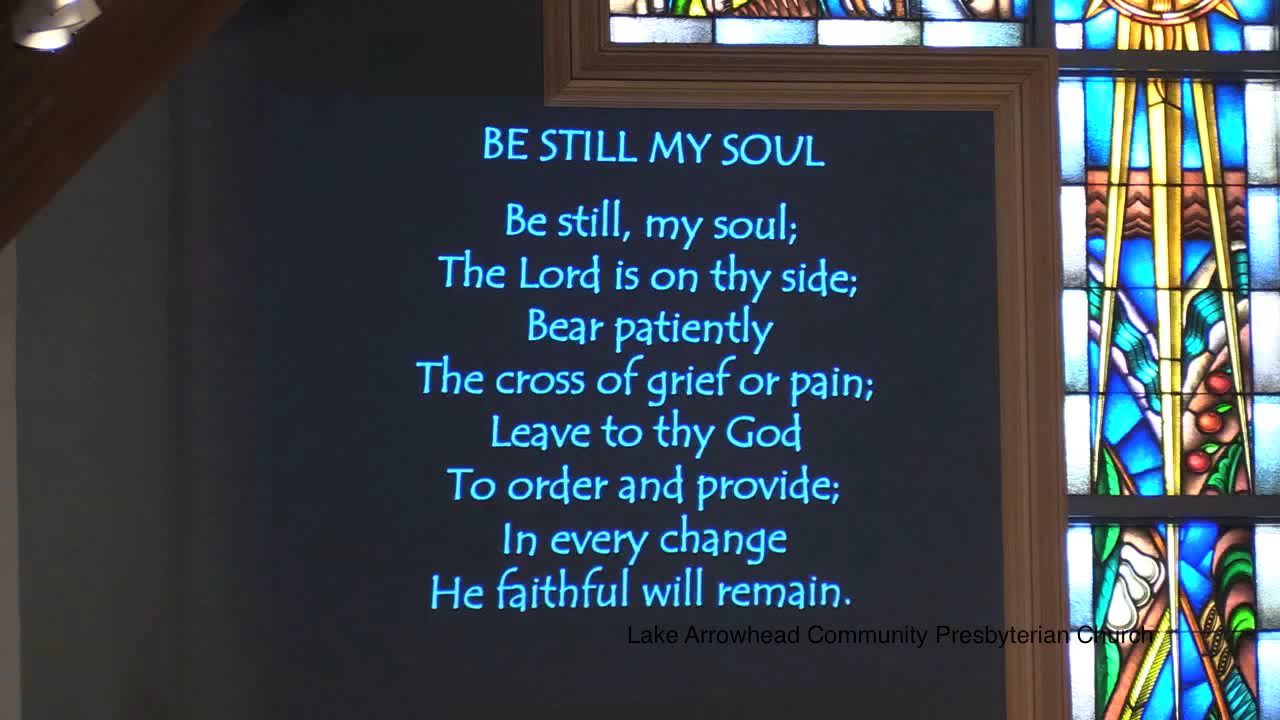 BE STILL MY SOUL
Be still, my soul;
The Lord is on thy side;
Bear patiently
The cross of grief or pain;
Leave to thy God
To order and provide;
In every change
He faithful will remain.
Lake Arrowhead Community Presbyterian Church